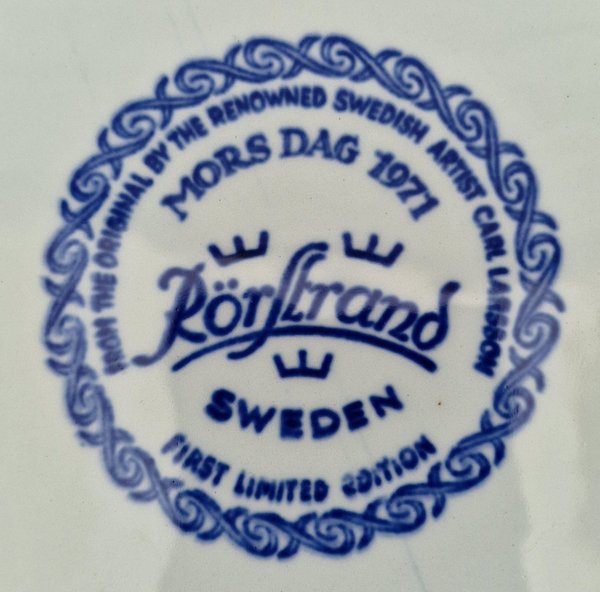 FROM THE ORIGINAL BY THE RENOWNED SWEDISH ARTIST CARL LARSSON
MORS DAG 1971
Rörstrand
SWEDEN
FIRST LIMITED EDITION